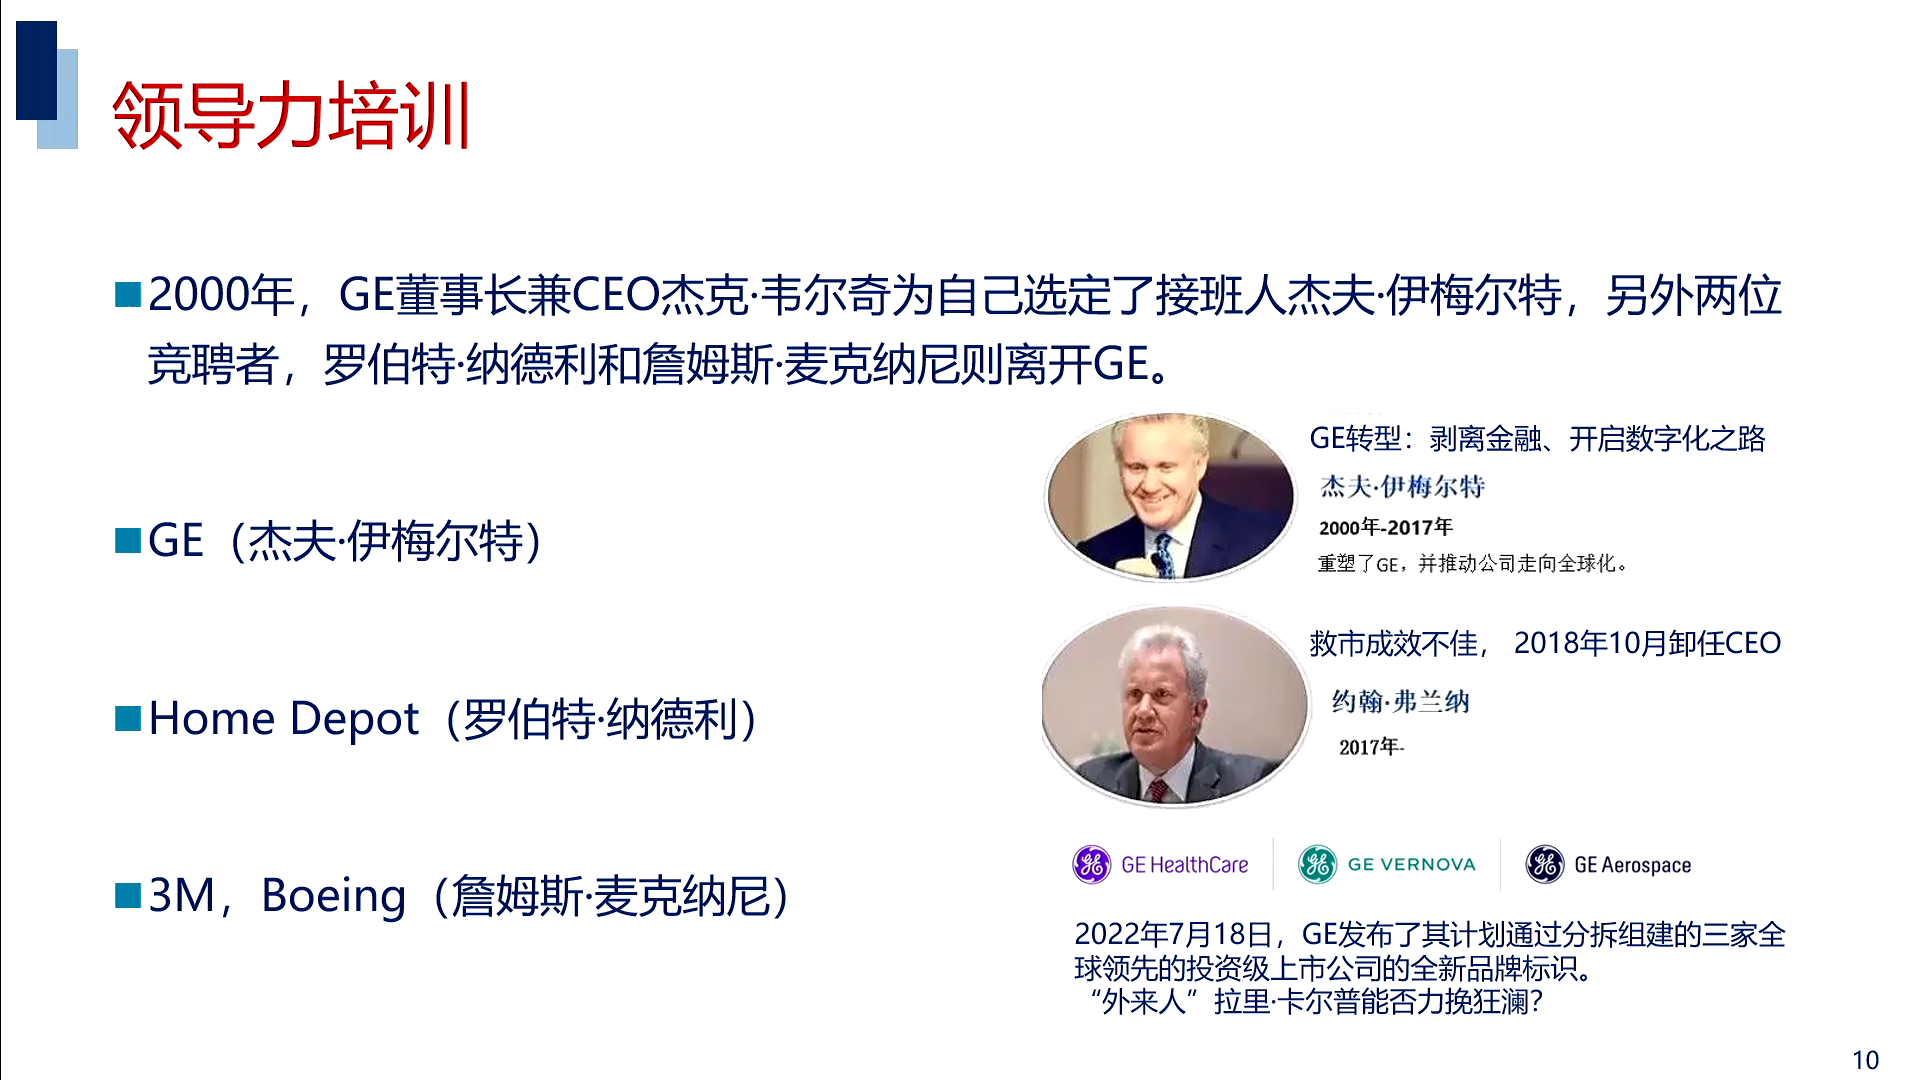 领导力培训
2000年，GE董事长兼CEO杰克·韦尔奇为自己选定了接班人杰夫·伊梅尔特，另外两位
竞聘者，罗伯特·纳德利和詹姆斯·麦克纳尼则离开GE。
GE（杰夫·伊梅尔特）
Home Depot（罗伯特·纳德利）
3M，Boeing（詹姆斯·麦克纳尼）
GE转型：剥离金融、开启数字化之路
杰夫·伊梅尔特
2000年-2017年
重塑了GE，并推动公司走向全球化。
救市成效不佳， 2018年10月卸任CEO
约翰·弗兰纳
2017年-
GE HealthCare
GE VERNOVA
GE Aerospace
2022年7月18日，GE发布了其计划通过分拆组建的三家全
球领先的投资级上市公司的全新品牌标识。
“外来人”拉里·卡尔普能否力挽狂澜？
10